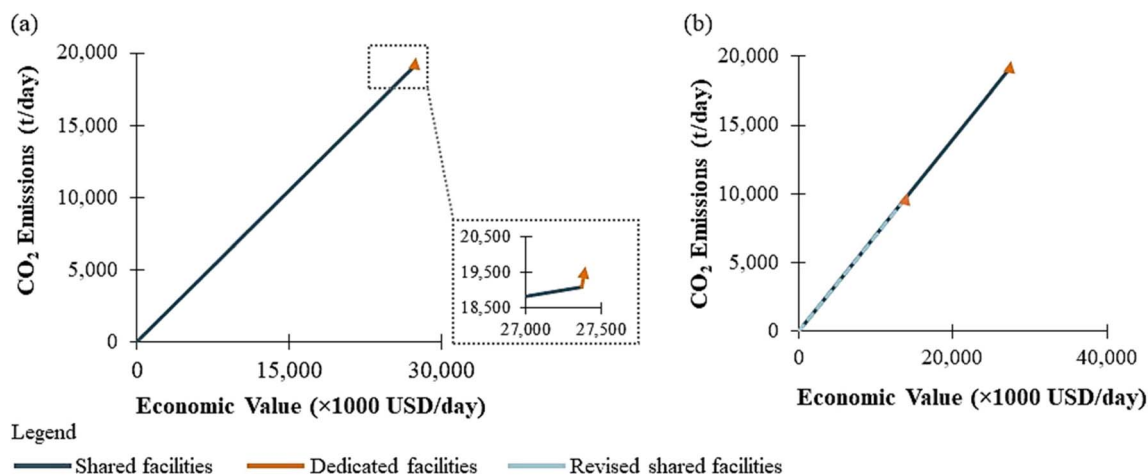 (a)
20,000
15,000
10,000
5,000
0
0
15,000
30,000
CO₂ Emissions (t/day)
Economic Value (×1000 USD/day)
20,500
19,500
18,500
27,000
27,500
(b)
20,000
15,000
10,000
5,000
0
0
20,000
40,000
CO₂ Emissions (t/day)
Economic Value (×1000 USD/day)
Legend
Shared facilities
Dedicated facilities
Revised shared facilities